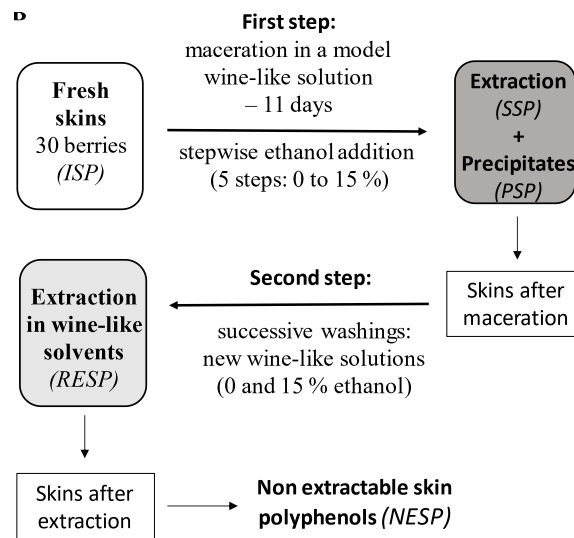 First step:
maceration in a model
wine-like solution
– 11 days
Fresh
skins
30 berries
(ISP)
stepwise ethanol addition
(5 steps: 0 to 15 %)
Extraction
(SSP)
+
Precipitates
(PSP)
Skins after
maceration
Second step:
successive washings:
new wine-like solutions
(0 and 15 % ethanol)
Extraction
in wine-like
solvents
(RESP)
Skins after
extraction
Non extractable skin
polyphenols (NESP)